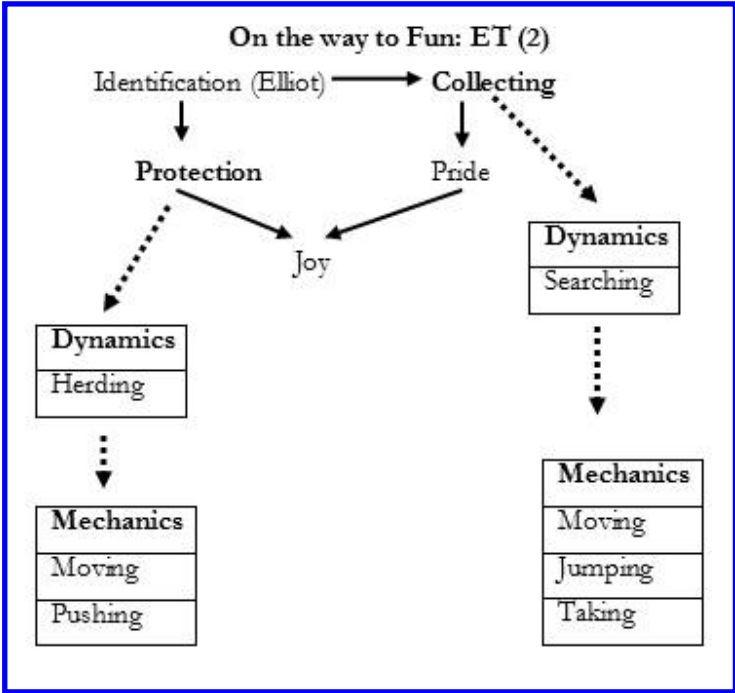 On the way to Fun: ET (2)
Identification (Elliot)
Collecting
Protection
Pride
Joy
Dynamics
Searching
Dynamics
Herding
Mechanics
Moving
Jumping
Taking
Mechanics
Moving
Pushing